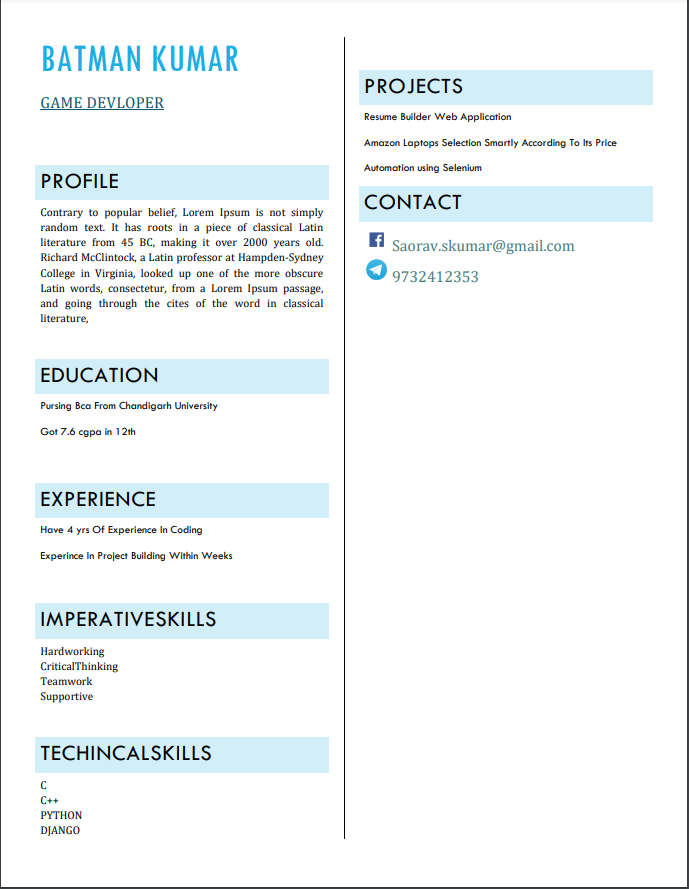 BATMAN KUMAR
GAME DEVLOPER
PROFILE
Contrary to popular belief, Lorem Ipsum is not simply
random text. It has roots in a piece of classical Latin
literature from 45 BC, making it over 2000 years old.
Richard McClintock, a Latin professor at Hampden-Sydney
College in Virginia, looked up one of the more obscure
Latin words, consectetur, from a Lorem Ipsum passage,
and going through the cites of the word in classical
literature,
EDUCATION
Pursing Bca From Chandigarh University
Got 7.6 cgpa in 12th
EXPERIENCE
Have 4 yrs Of Experience In Coding
Experince In Project Building Within Weeks
IMPERATIVESKILLS
Hardworking
CriticalThinking
Teamwork
Supportive
TECHINCALSKILLS
C
C++
PYTHON
DJANGO
PROJECTS
Resume Builder Web Application
Amazon Laptops Selection Smartly According To Its Price
Automation using Selenium
CONTACT
Saorav.skumar@gmail.com
9732412353